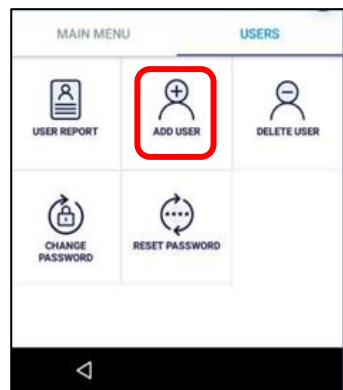 MAIN MENU
USERS
USER REPORT
ADD USER
DELETE USER
CHANGE
PASSWORD
RESET PASSWORD